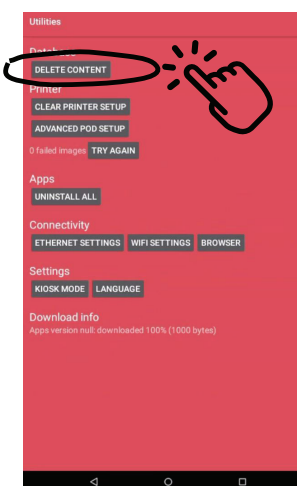 Utilities
Database
DELETE CONTENT
Printer
CLEAR PRINTER SETUP
ADVANCED POD SETUP
0 failed images TRY AGAIN
Apps
UNINSTALL ALL
Connectivity
ETHERNET SETTINGS WIFI SETTINGS BROWSER
Settings
KIOSK MODE LANGUAGE
Download info
Apps version null: downloaded 100% (1000 bytes)